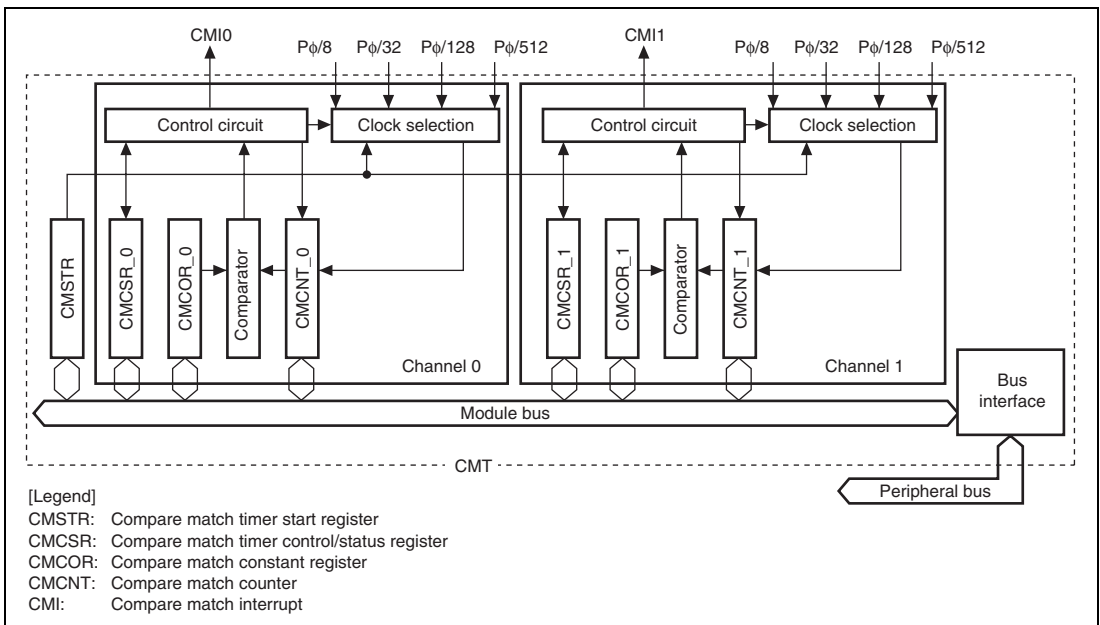 CMI0 Pϕ/8 Pϕ/32 Pϕ/128 Pϕ/512 CMI1 Pϕ/8 Pϕ/32 Pϕ/128 Pϕ/512
Control circuit Clock selection Control circuit Clock selection
CMSTR
CMCSR_0
CMCOR_0
Comparator
CMCNT_0
CMCSR_1
CMCOR_1
Comparator
CMCNT_1
Channel 0 Channel 1
Bus
interface
Module bus
CMT
Peripheral bus
[Legend]
CMSTR: Compare match timer start register
CMCSR: Compare match timer control/status register
CMCOR: Compare match constant register
CMCNT: Compare match counter
CMI: Compare match interrupt